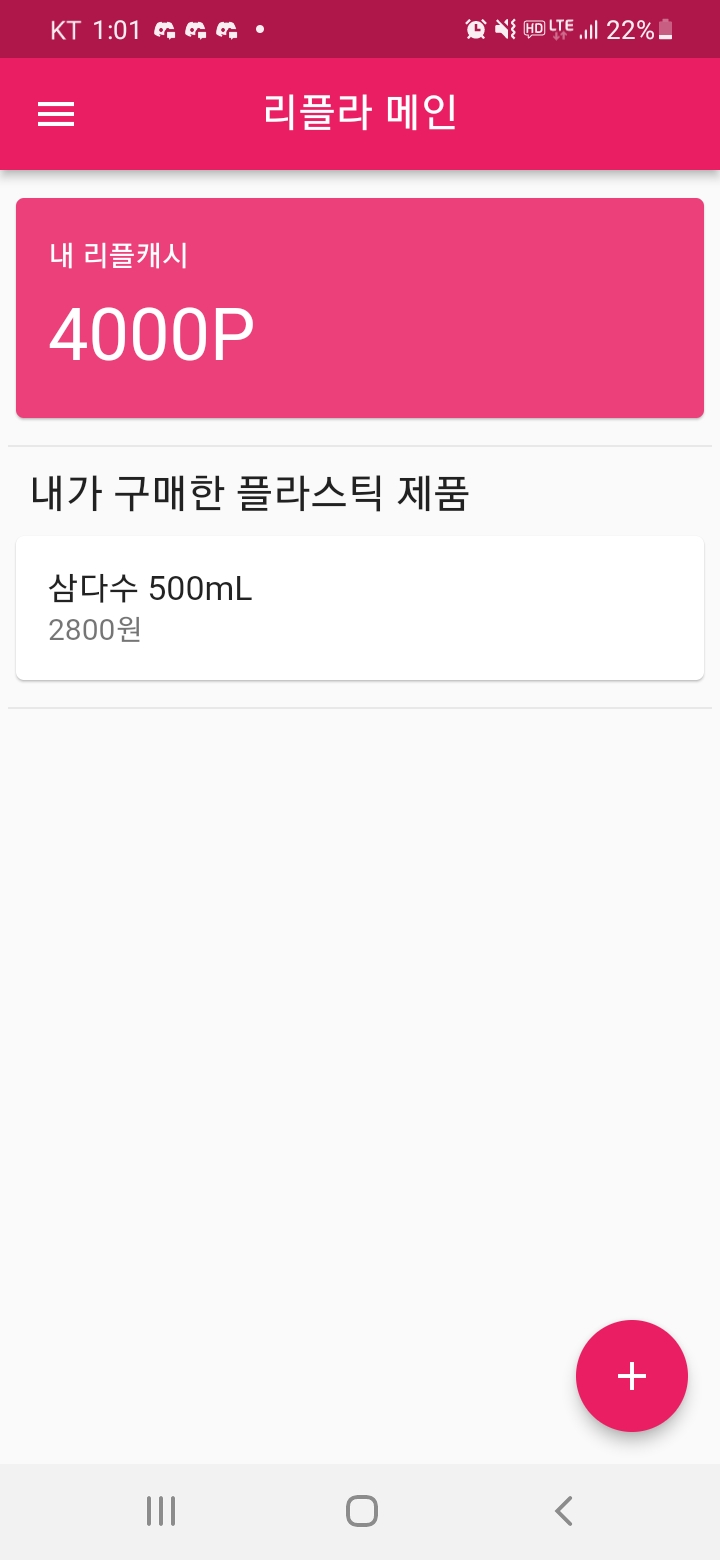 KT 1:01 HD LTE 22%
리플라 메인
내 리플캐시
4000P
내가 구매한 플라스틱 제품
삼다수 500mL
2800원